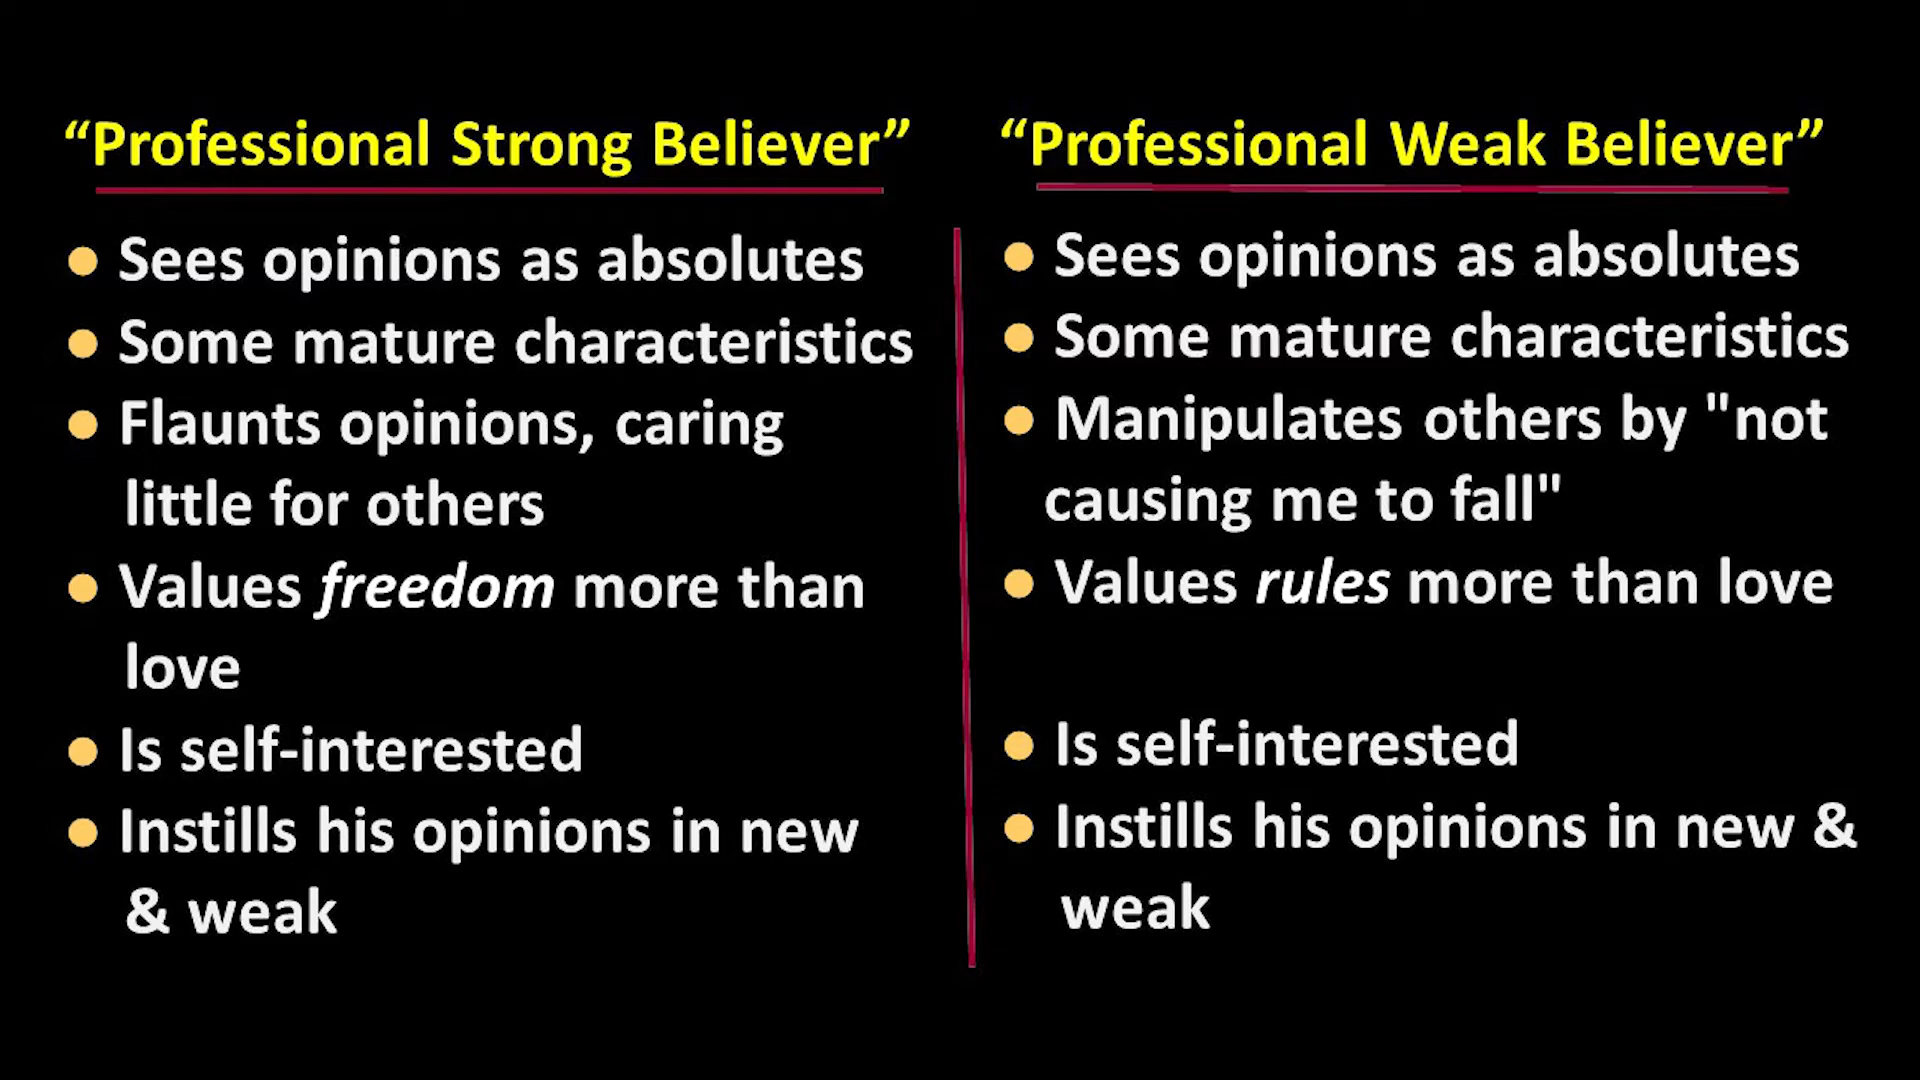 “Professional Strong Believer”
● Sees opinions as absolutes
● Some mature characteristics
● Flaunts opinions, caring
little for others
● Values freedom more than
love
● Is self-interested
● Instills his opinions in new
& weak
“Professional Weak Believer”
● Sees opinions as absolutes
● Some mature characteristics
● Manipulates others by "not
causing me to fall"
● Values rules more than love
● Is self-interested
● Instills his opinions in new &
weak